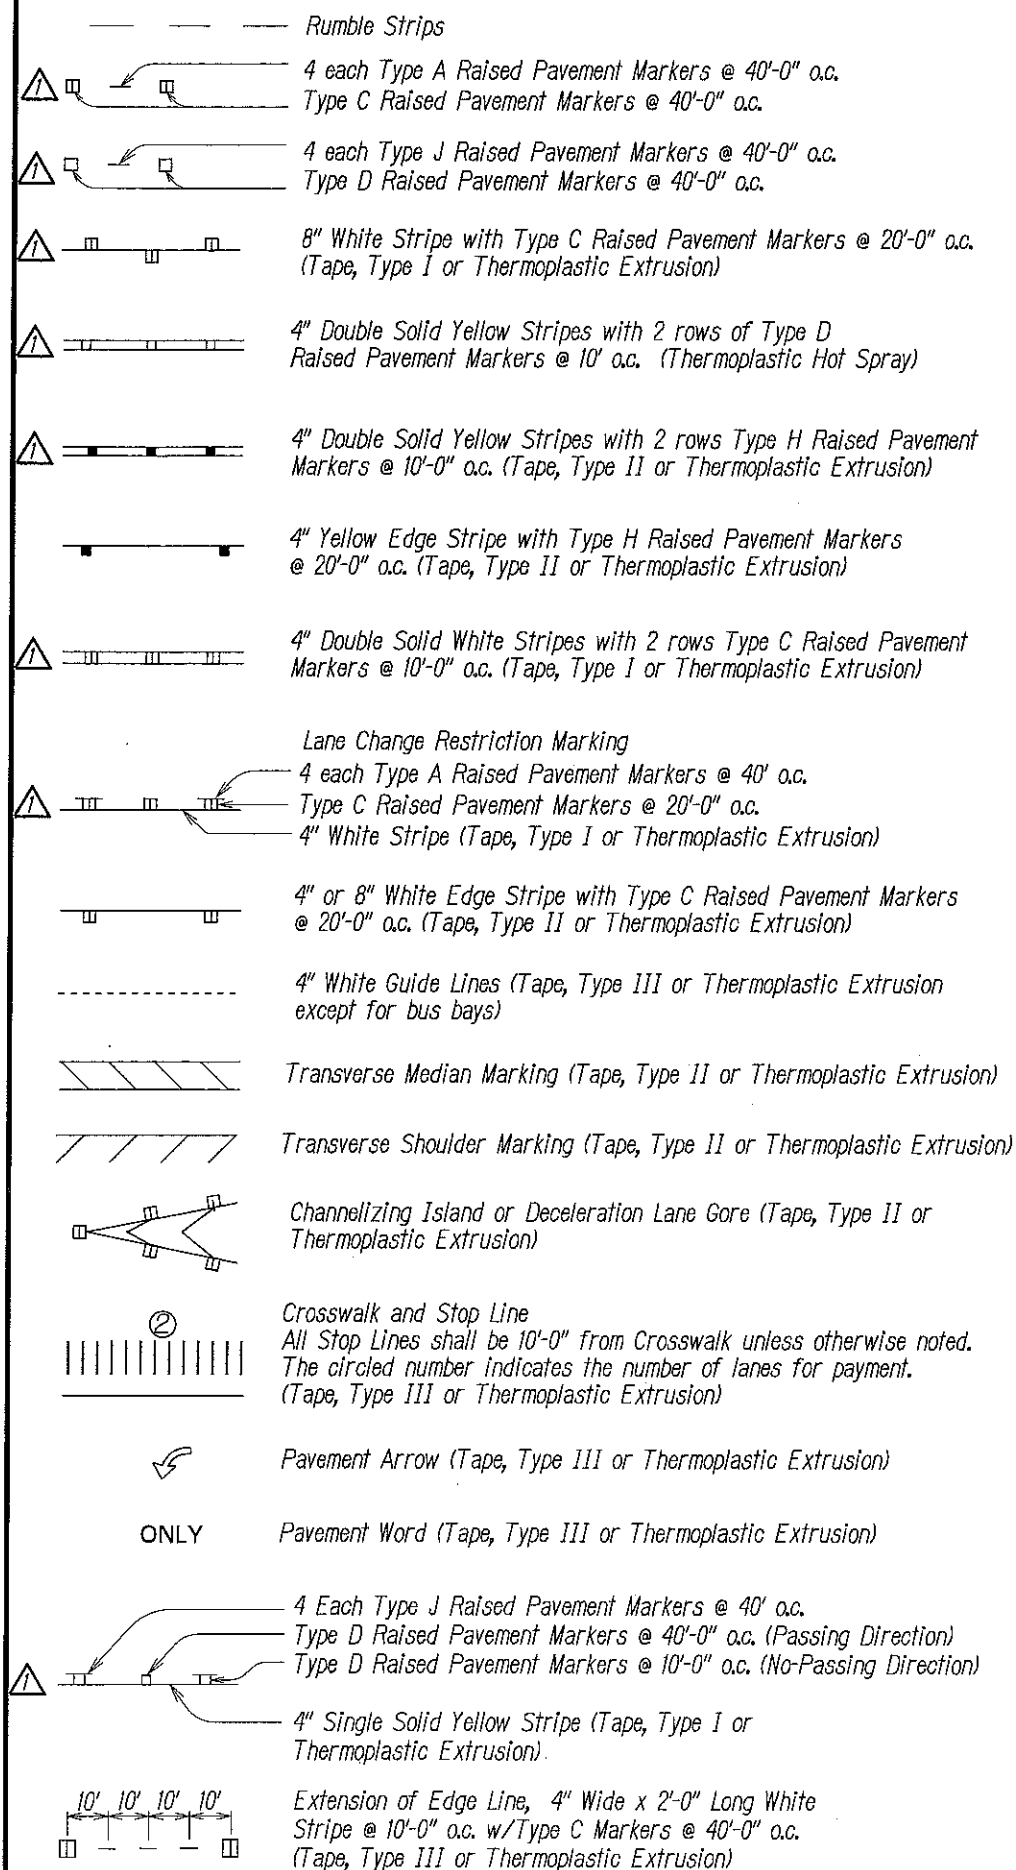 Rumble Strips
1
4 each Type A Raised Pavement Markers @ 40'-0" o.c.
Type C Raised Pavement Markers @ 40'-0" o.c.
1
4 each Type J Raised Pavement Markers @ 40'-0" o.c.
Type D Raised Pavement Markers @ 40'-0" o.c.
1
8" White Stripe with Type C Raised Pavement Markers @ 20'-0" o.c.
(Tape, Type I or Thermoplastic Extrusion)
1
4" Double Solid Yellow Stripes with 2 rows of Type D
Raised Pavement Markers @ 10' o.c. (Thermoplastic Hot Spray)
1
4" Double Solid Yellow Stripes with 2 rows Type H Raised Pavement
Markers @ 10'-0" o.c. (Tape, Type II or Thermoplastic Extrusion)
4" Yellow Edge Stripe with Type H Raised Pavement Markers
@ 20'-0" o.c. (Tape, Type II or Thermoplastic Extrusion)
1
4" Double Solid White Stripes with 2 rows Type C Raised Pavement
Markers @ 10'-0" o.c. (Tape, Type I or Thermoplastic Extrusion)
Lane Change Restriction Marking
4 each Type A Raised Pavement Markers @ 40' o.c.
1
Type C Raised Pavement Markers @ 20'-0" o.c.
4" White Stripe (Tape, Type I or Thermoplastic Extrusion)
4" or 8" White Edge Stripe with Type C Raised Pavement Markers
@ 20'-0" o.c. (Tape, Type II or Thermoplastic Extrusion)
4" White Guide Lines (Tape, Type III or Thermoplastic Extrusion
except for bus bays)
Transverse Median Marking (Tape, Type II or Thermoplastic Extrusion)
Transverse Shoulder Marking (Tape, Type II or Thermoplastic Extrusion)
Channelizing Island or Deceleration Lane Gore (Tape, Type II or
Thermoplastic Extrusion)
2
Crosswalk and Stop Line
All Stop Lines shall be 10'-0" from Crosswalk unless otherwise noted.
The circled number indicates the number of lanes for payment.
(Tape, Type III or Thermoplastic Extrusion)
Pavement Arrow (Tape, Type III or Thermoplastic Extrusion)
ONLY
Pavement Word (Tape, Type III or Thermoplastic Extrusion)
4 Each Type J Raised Pavement Markers @ 40' o.c.
Type D Raised Pavement Markers @ 40'-0" o.c. (Passing Direction)
Type D Raised Pavement Markers @ 10'-0" o.c. (No-Passing Direction)
1
4" Single Solid Yellow Stripe (Tape, Type I or
Thermoplastic Extrusion).
10' 10' 10' 10'
Extension of Edge Line, 4" Wide x 2'-0" Long White
Stripe @ 10'-0" o.c. w/Type C Markers @ 40'-0" o.c.
(Tape, Type III or Thermoplastic Extrusion)